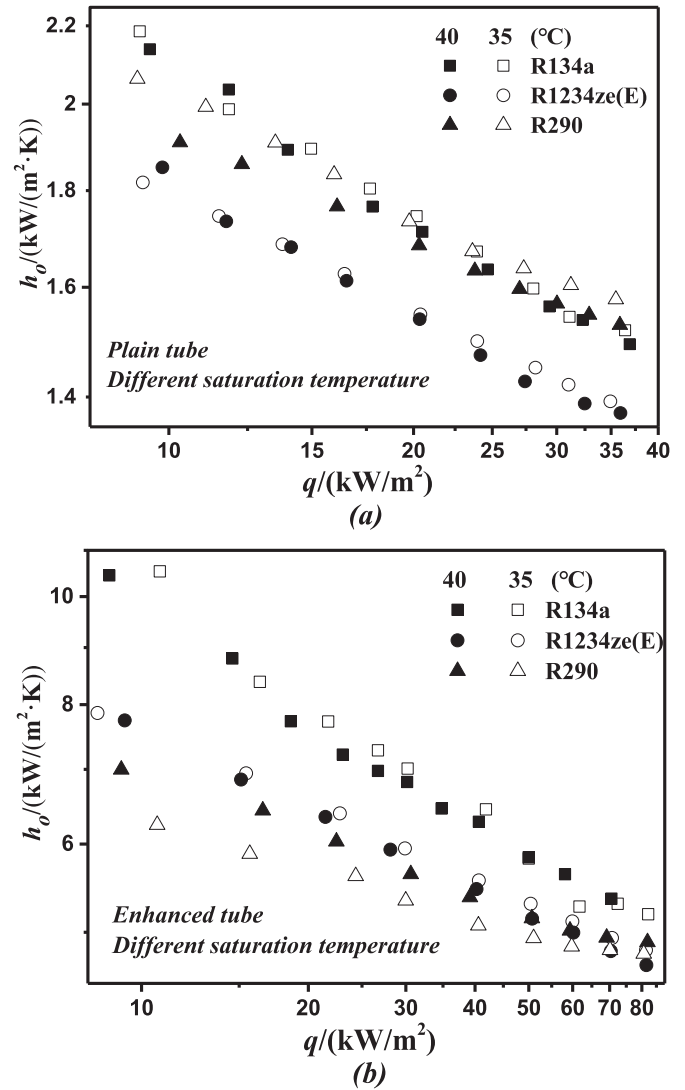 2.2
2
1.8
1.6
1.4
h_o/(kW/(m²·K))
40 35 (°C)
R134a
R1234ze(E)
R290
Plain tube
Different saturation temperature
10 15 20 25 30 35 40
q/(kW/m²)
(a)
10
8
6
h_o/(kW/(m²·K))
40 35 (°C)
R134a
R1234ze(E)
R290
Enhanced tube
Different saturation temperature
10 20 30 40 50 60 70 80
q/(kW/m²)
(b)